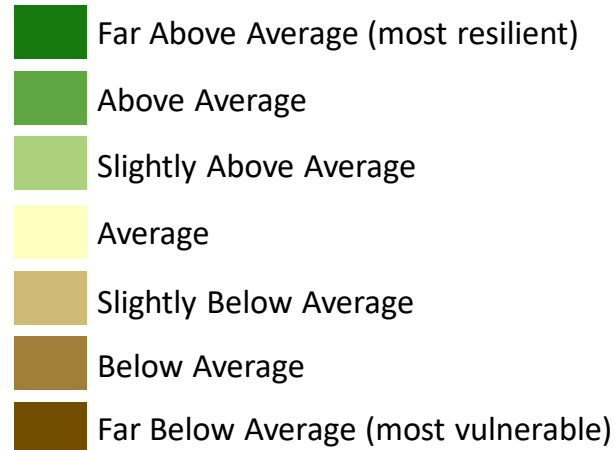 Far Above Average (most resilient)
Above Average
Slightly Above Average
Average
Slightly Below Average
Below Average
Far Below Average (most vulnerable)